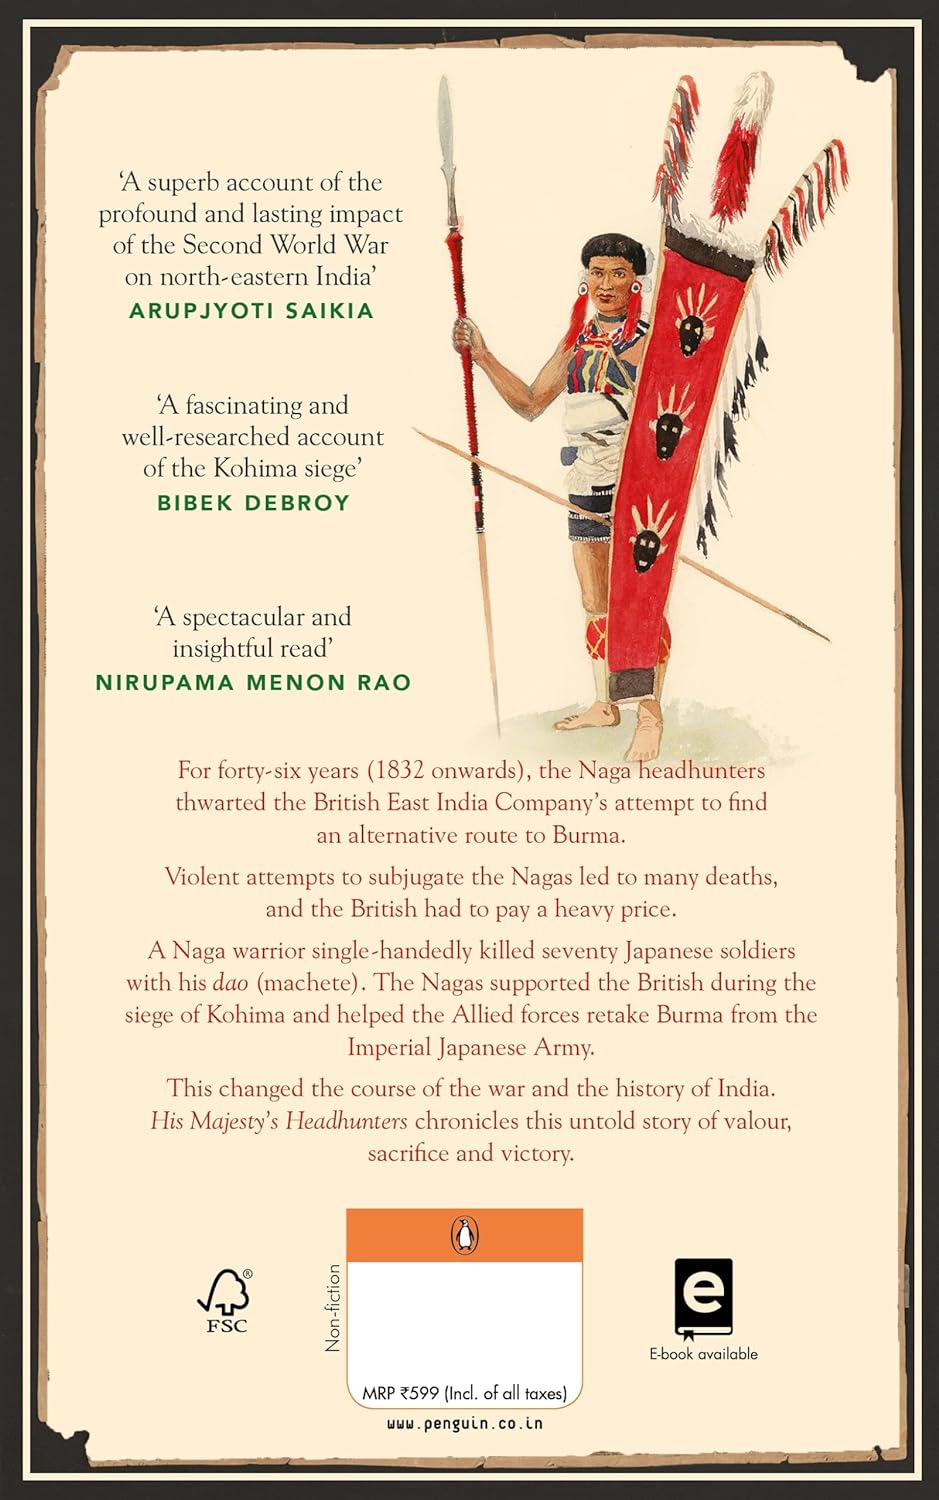 ‘A superb account of the
profound and lasting impact
of the Second World War
on north-eastern India’
ARUPJYOTI SAIKIA
‘A fascinating and
well-researched account
of the Kohima siege’
BIBEK DEBROY
‘A spectacular and
insightful read’
NIRUPAMA MENON RAO
For forty-six years (1832 onwards), the Naga headhunters
thwarted the British East India Company’s attempt to find
an alternative route to Burma.
Violent attempts to subjugate the Nagas led to many deaths,
and the British had to pay a heavy price.
A Naga warrior single-handedly killed seventy Japanese soldiers
with his dao (machete). The Nagas supported the British during the
siege of Kohima and helped the Allied forces retake Burma from the
Imperial Japanese Army.
This changed the course of the war and the history of India.
His Majesty’s Headhunters chronicles this untold story of valour,
sacrifice and victory.
®
FSC
Non-fiction
MRP ₹599 (Incl. of all taxes)
www.penguin.co.in
e
E-book available